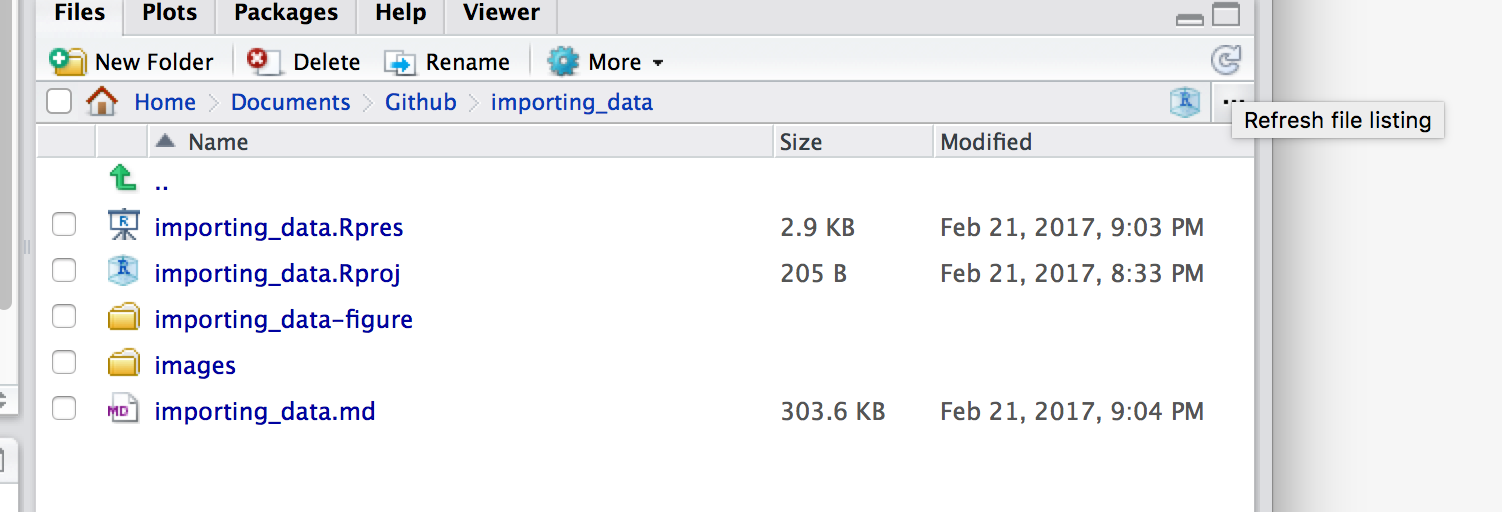 Files Plots Packages Help Viewer
New Folder Delete Rename More
Home Documents Github importing_data ...
Refresh file listing
Name Size Modified
..
importing_data.Rpres 2.9 KB Feb 21, 2017, 9:03 PM
importing_data.Rproj 205 B Feb 21, 2017, 8:33 PM
importing_data-figure
images
importing_data.md 303.6 KB Feb 21, 2017, 9:04 PM